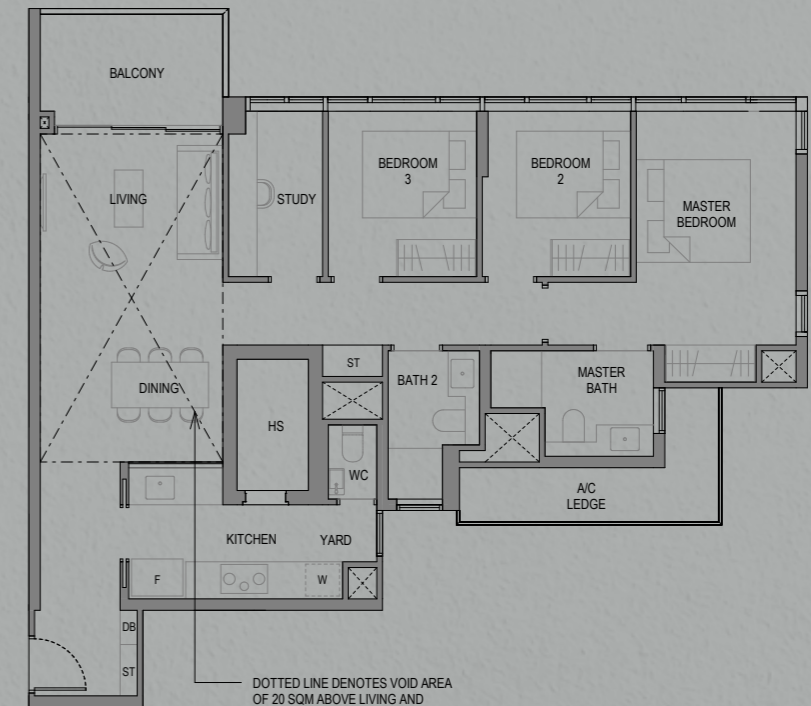 BALCONY
LIVING
STUDY
BEDROOM
3
BEDROOM
2
MASTER
BEDROOM
DINING
HS
ST
BATH 2
MASTER
BATH
WC
A/C
LEDGE
KITCHEN
YARD
F
W
DB
ST
DOTTED LINE DENOTES VOID AREA
OF 20 SQM ABOVE LIVING AND